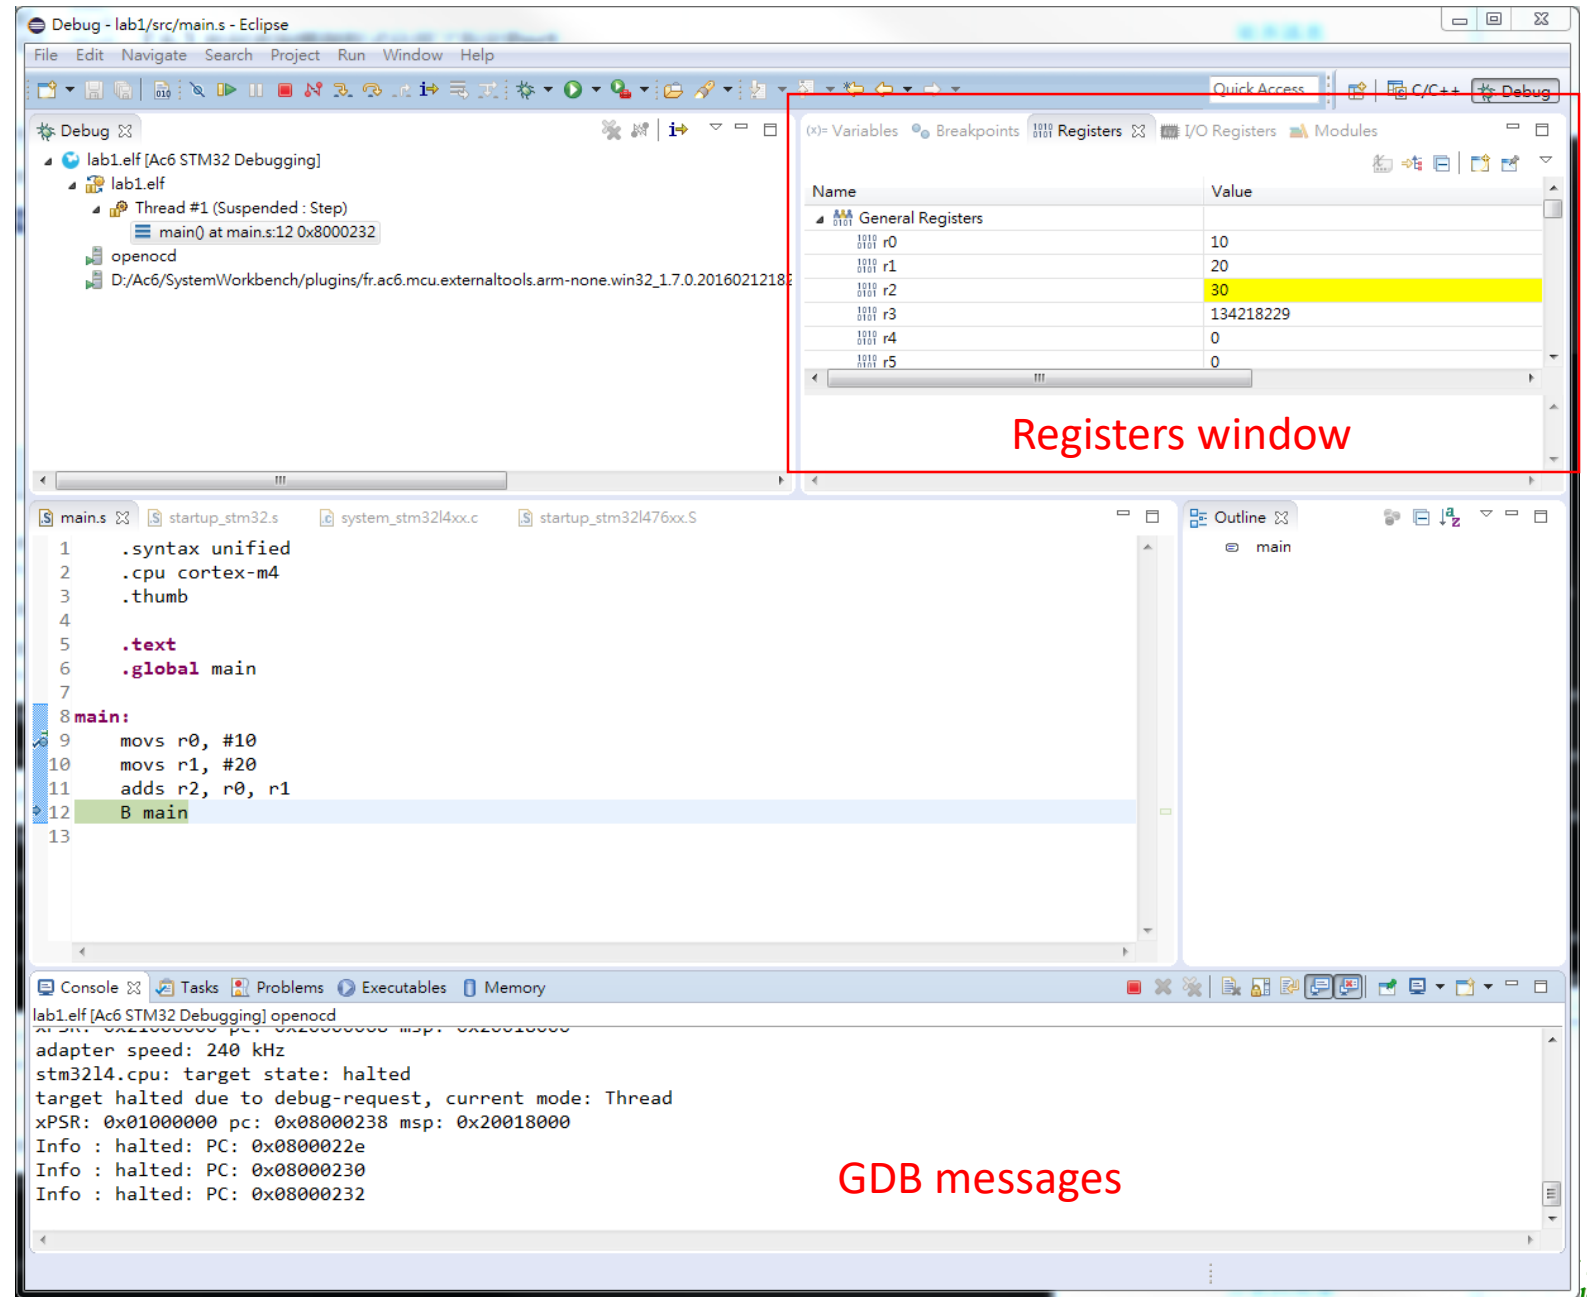 Debug - lab1/src/main.s - Eclipse
File Edit Navigate Search Project Run Window Help
Quick Access C/C++ Debug
Debug
lab1.elf [Ac6 STM32 Debugging]
lab1.elf
Thread #1 (Suspended : Step)
main() at main.s:12 0x8000232
openocd
D:/Ac6/SystemWorkbench/plugins/fr.ac6.mcu.externaltools.arm-none.win32_1.7.0.20160212182
(x)= Variables Breakpoints Registers I/O Registers Modules
Name Value
General Registers
r0 10
r1 20
r2 30
r3 134218229
r4 0
r5 0
Registers window
main.s startup_stm32.s system_stm32l4xx.c startup_stm32l476xx.S
1 .syntax unified
2 .cpu cortex-m4
3 .thumb
4
5 .text
6 .global main
7
8 main:
9 movs r0, #10
10 movs r1, #20
11 adds r2, r0, r1
12 B main
13
Outline
main
Console Tasks Problems Executables Memory
lab1.elf [Ac6 STM32 Debugging] openocd
adapter speed: 240 kHz
stm32l4.cpu: target state: halted
target halted due to debug-request, current mode: Thread
xPSR: 0x01000000 pc: 0x08000238 msp: 0x20018000
Info : halted: PC: 0x0800022e
Info : halted: PC: 0x08000230
Info : halted: PC: 0x08000232
GDB messages